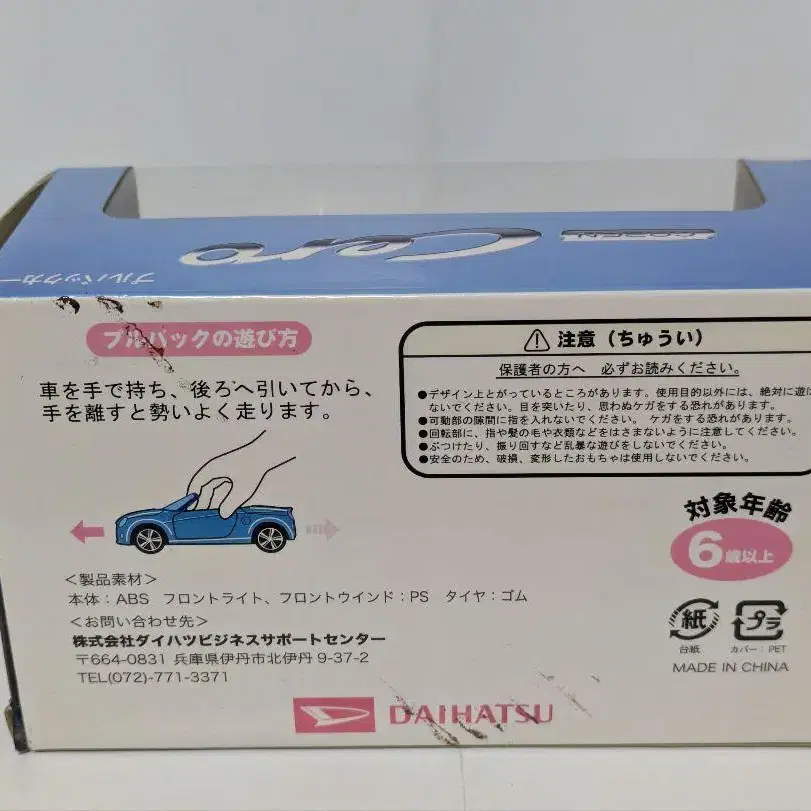 COPEN
Cero
プルバックカー
プルバックの遊び方
車を手で持ち、後ろへ引いてから、
手を離すと勢いよく走ります。
注意（ちゅうい）
保護者の方へ 必ずお読みください。
●デザイン上とがっているところがあります。使用目的以外には、絶対に遊ば
ないでください。目を突いたり、思わぬケガをする恐れがあります。
●可動部の隙間に指を入れないでください。 ケガをする恐れがあります。
●回転部に、指や髪の毛や衣類などをはさまないように注意してください。
●ぶつけたり、振り回すなど乱暴な遊びをしないでください。
●安全のため、破損、変形したおもちゃは使用しないでください。
対象年齢
6歳以上
＜製品素材＞
本体：ABS フロントライト、フロントウインド：PS タイヤ：ゴム
＜お問い合わせ先＞
株式会社ダイハツビジネスサポートセンター
〒664-0831 兵庫県伊丹市北伊丹 9-37-2
TEL(072)-771-3371
紙
台紙
プラ
カバー：PET
MADE IN CHINA
DAIHATSU